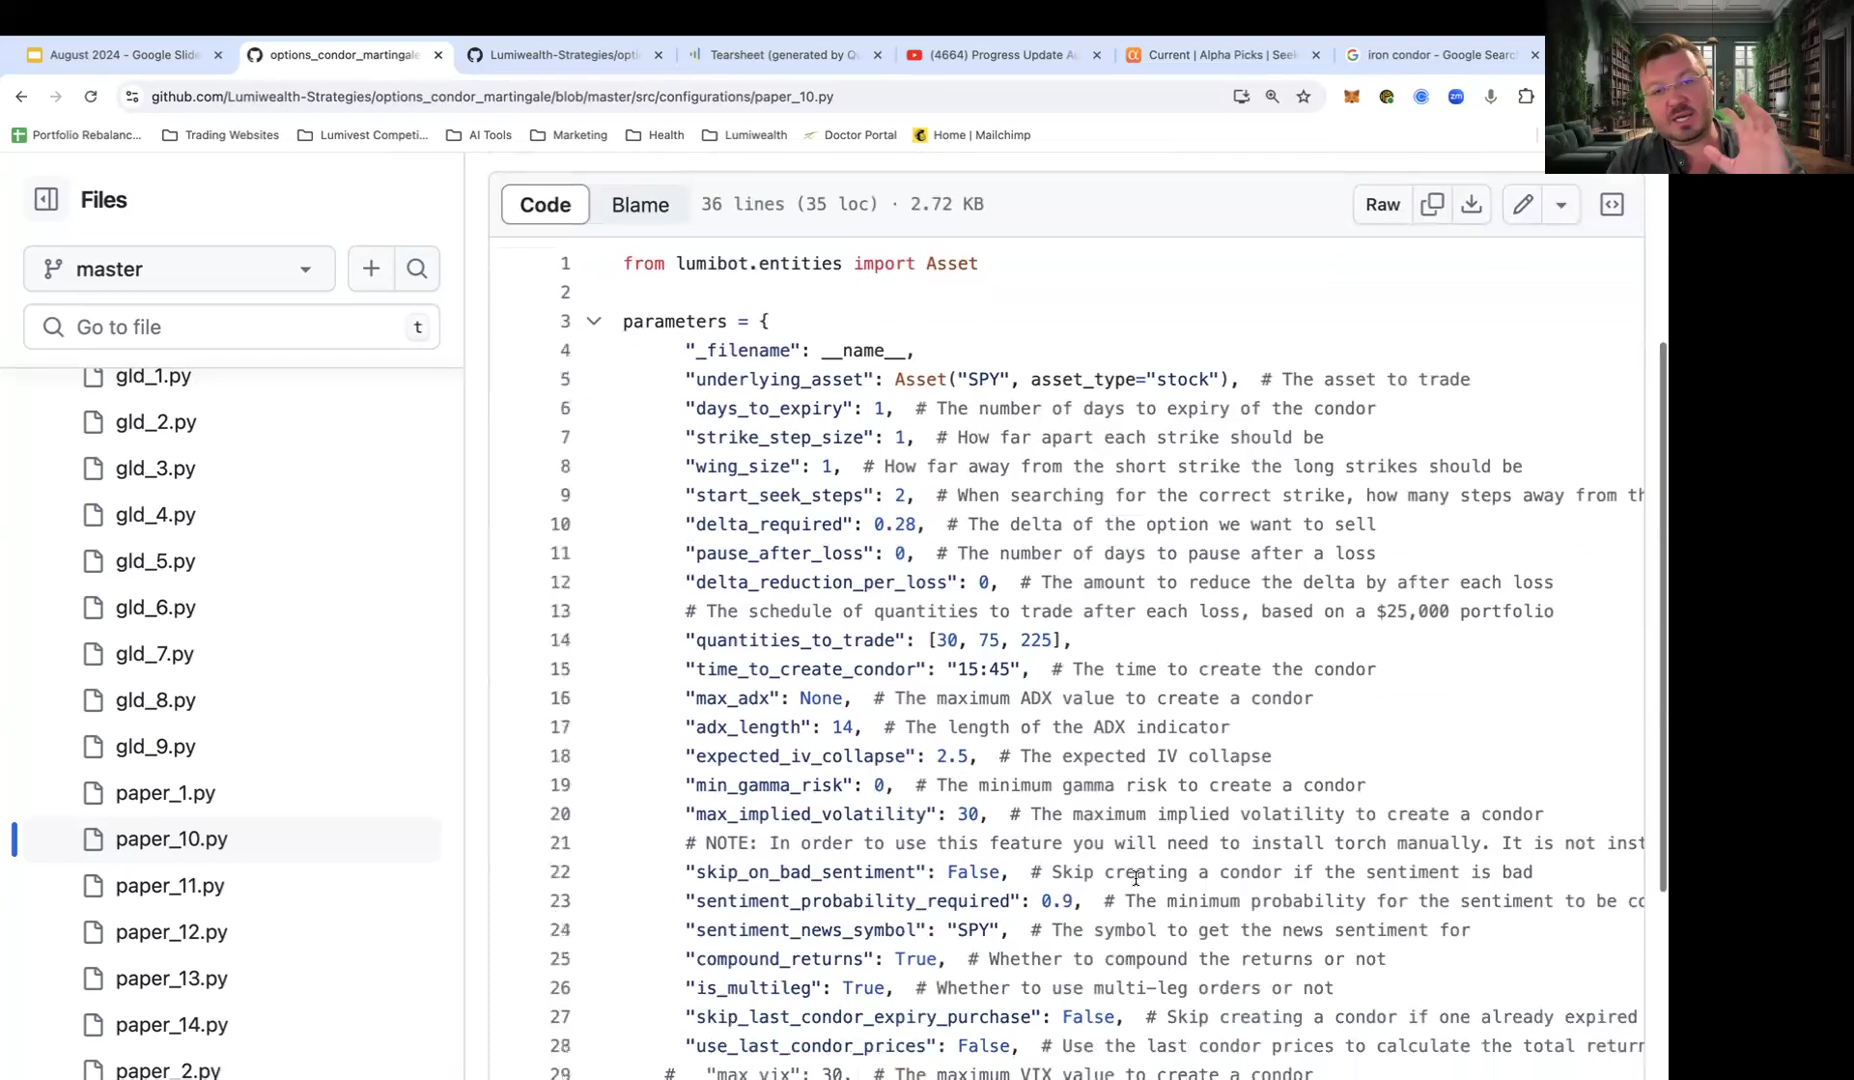 August 2024 - Google Slide
options_condor_martingale
Lumiwealth-Strategies/opti
Tearsheet (generated by Qu
(4664) Progress Update Au
Current | Alpha Picks | Seek
iron condor - Google Search
github.com/Lumiwealth-Strategies/options_condor_martingale/blob/master/src/configurations/paper_10.py
Portfolio Rebalanc...
Trading Websites
Lumivest Competi...
AI Tools
Marketing
Health
Lumiwealth
Doctor Portal
Home | Mailchimp
Files
master
Go to file
t
gld_1.py
gld_2.py
gld_3.py
gld_4.py
gld_5.py
gld_6.py
gld_7.py
gld_8.py
gld_9.py
paper_1.py
paper_10.py
paper_11.py
paper_12.py
paper_13.py
paper_14.py
paper_2.py
Code
Blame
36 lines (35 loc) · 2.72 KB
Raw
1 from lumibot.entities import Asset
2
3 parameters = {
4 "_filename": __name__,
5 "underlying_asset": Asset("SPY", asset_type="stock"), # The asset to trade
6 "days_to_expiry": 1, # The number of days to expiry of the condor
7 "strike_step_size": 1, # How far apart each strike should be
8 "wing_size": 1, # How far away from the short strike the long strikes should be
9 "start_seek_steps": 2, # When searching for the correct strike, how many steps away from th
10 "delta_required": 0.28, # The delta of the option we want to sell
11 "pause_after_loss": 0, # The number of days to pause after a loss
12 "delta_reduction_per_loss": 0, # The amount to reduce the delta by after each loss
13 # The schedule of quantities to trade after each loss, based on a $25,000 portfolio
14 "quantities_to_trade": [30, 75, 225],
15 "time_to_create_condor": "15:45", # The time to create the condor
16 "max_adx": None, # The maximum ADX value to create a condor
17 "adx_length": 14, # The length of the ADX indicator
18 "expected_iv_collapse": 2.5, # The expected IV collapse
19 "min_gamma_risk": 0, # The minimum gamma risk to create a condor
20 "max_implied_volatility": 30, # The maximum implied volatility to create a condor
21 # NOTE: In order to use this feature you will need to install torch manually. It is not inst
22 "skip_on_bad_sentiment": False, # Skip creating a condor if the sentiment is bad
23 "sentiment_probability_required": 0.9, # The minimum probability for the sentiment to be co
24 "sentiment_news_symbol": "SPY", # The symbol to get the news sentiment for
25 "compound_returns": True, # Whether to compound the returns or not
26 "is_multileg": True, # Whether to use multi-leg orders or not
27 "skip_last_condor_expiry_purchase": False, # Skip creating a condor if one already expired
28 "use_last_condor_prices": False, # Use the last condor prices to calculate the total return
29 # "max_vix": 30, # The maximum VIX value to create a condor